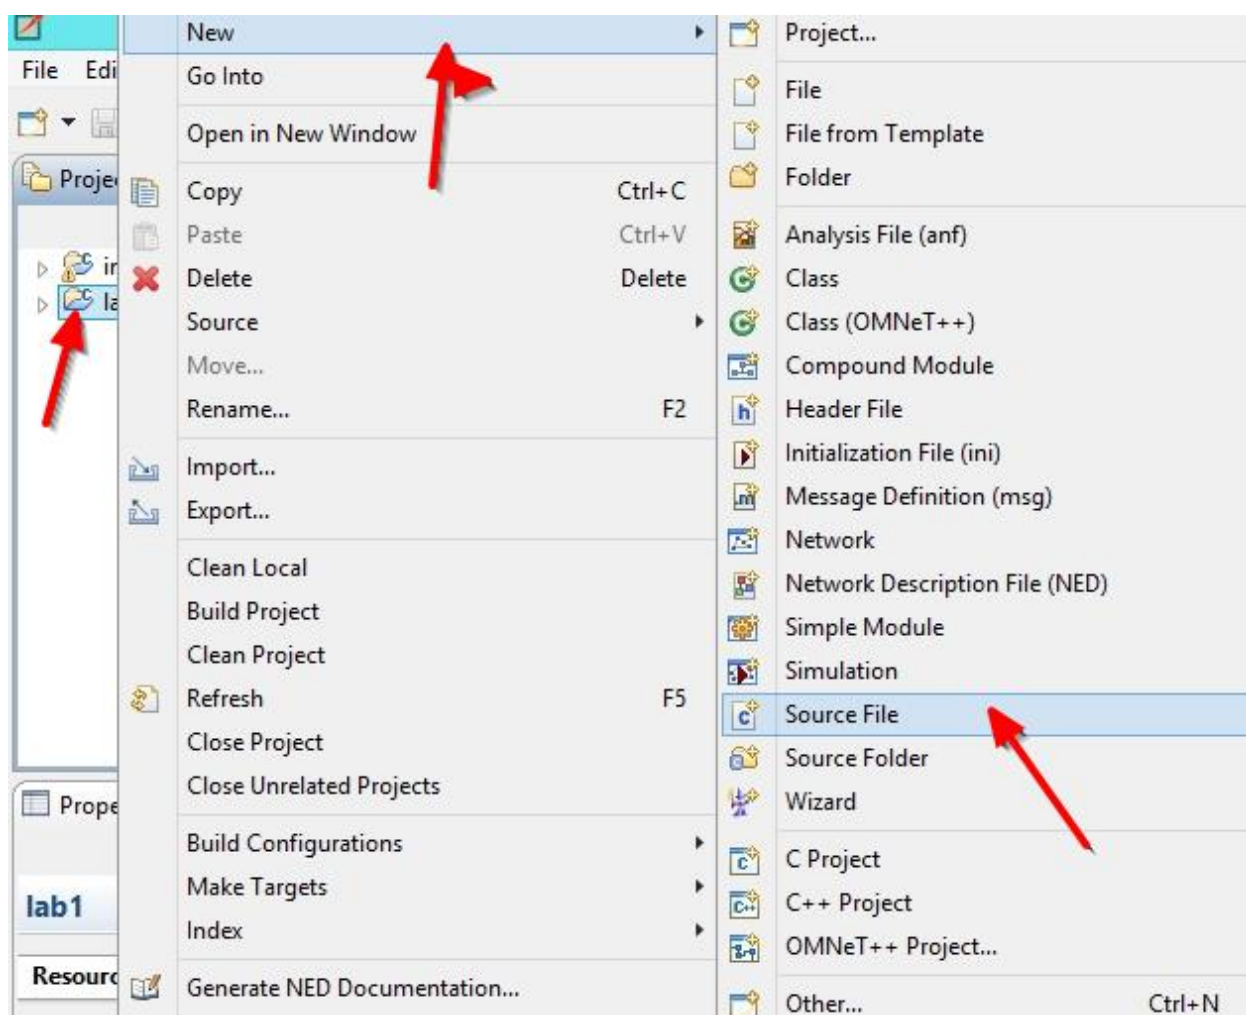 File Edi
Proje
in
la
Prope
lab1
Resourc
New
Go Into
Open in New Window
Copy Ctrl+C
Paste Ctrl+V
Delete Delete
Source
Move...
Rename... F2
Import...
Export...
Clean Local
Build Project
Clean Project
Refresh F5
Close Project
Close Unrelated Projects
Build Configurations
Make Targets
Index
Generate NED Documentation...
Project...
File
File from Template
Folder
Analysis File (anf)
Class
Class (OMNeT++)
Compound Module
Header File
Initialization File (ini)
Message Definition (msg)
Network
Network Description File (NED)
Simple Module
Simulation
Source File
Source Folder
Wizard
C Project
C++ Project
OMNeT++ Project...
Other... Ctrl+N